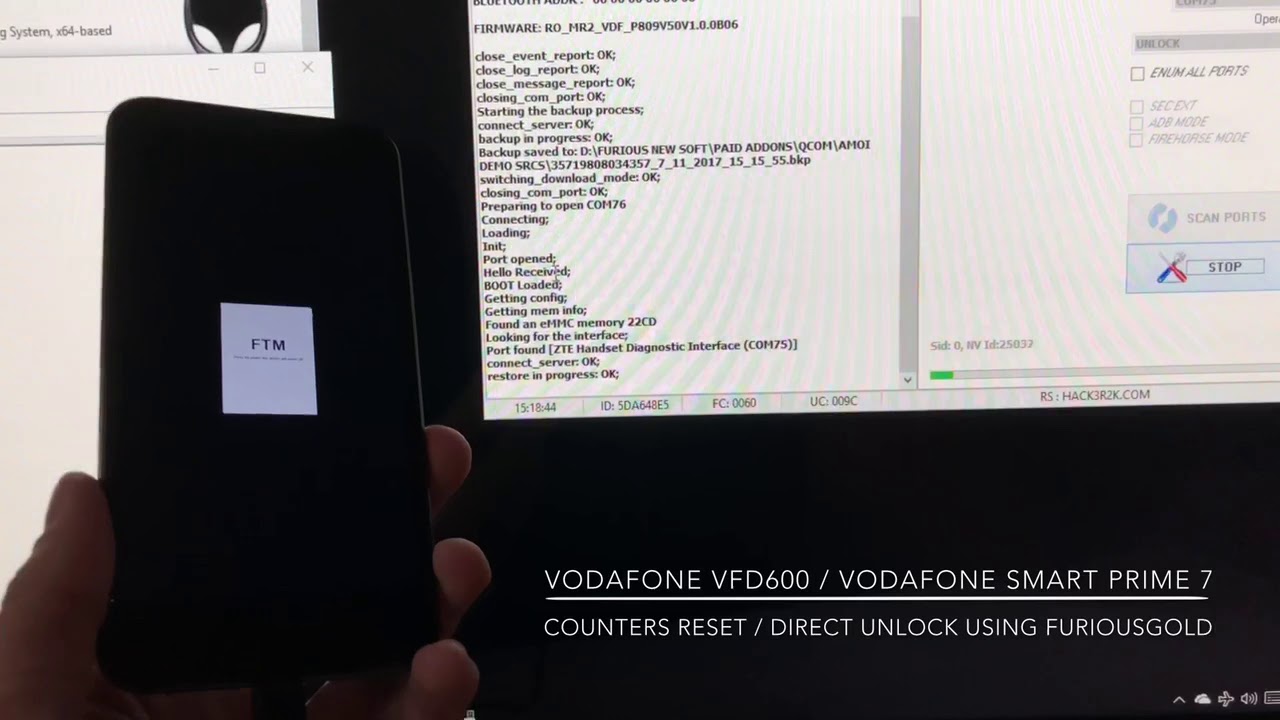 g System, x64-based
FIRMWARE: RO_MR2_VDF_P809V50V1.0.0B06
close_event_report: OK;
close_log_report: OK;
close_message_report: OK;
closing_com_port: OK;
Starting the backup process;
connect_server: OK;
backup in progress: OK;
Backup saved to: D:\FURIOUS NEW SOFT\PAID ADDONS\QCOM\AMOI
DEMO SRCS\35719808034357_7_11_2017_15_15_55.bkp
switching_download_mode: OK;
closing_com_port: OK;
Preparing to open COM76
Connecting;
Loading;
Init;
Port opened;
Hello Received;
BOOT Loaded;
Getting config;
Getting mem info;
Found an eMMC memory 22CD
Looking for the interface;
Port found [ZTE Handset Diagnostic Interface (COM75)]
connect_server: OK;
restore in progress: OK;
15:18:44 ID: 5DA648E5 FC: 0060 UC: 009C RS : HACK3R2K.COM
COM75
Opera
UNLOCK
ENUM ALL PORTS
SEC EXT
ADB MODE
FIREHORSE MODE
SCAN PORTS
STOP
Sid: 0, NV Id:25037
FTM
VODAFONE VFD600 / VODAFONE SMART PRIME 7
COUNTERS RESET / DIRECT UNLOCK USING FURIOUSGOLD